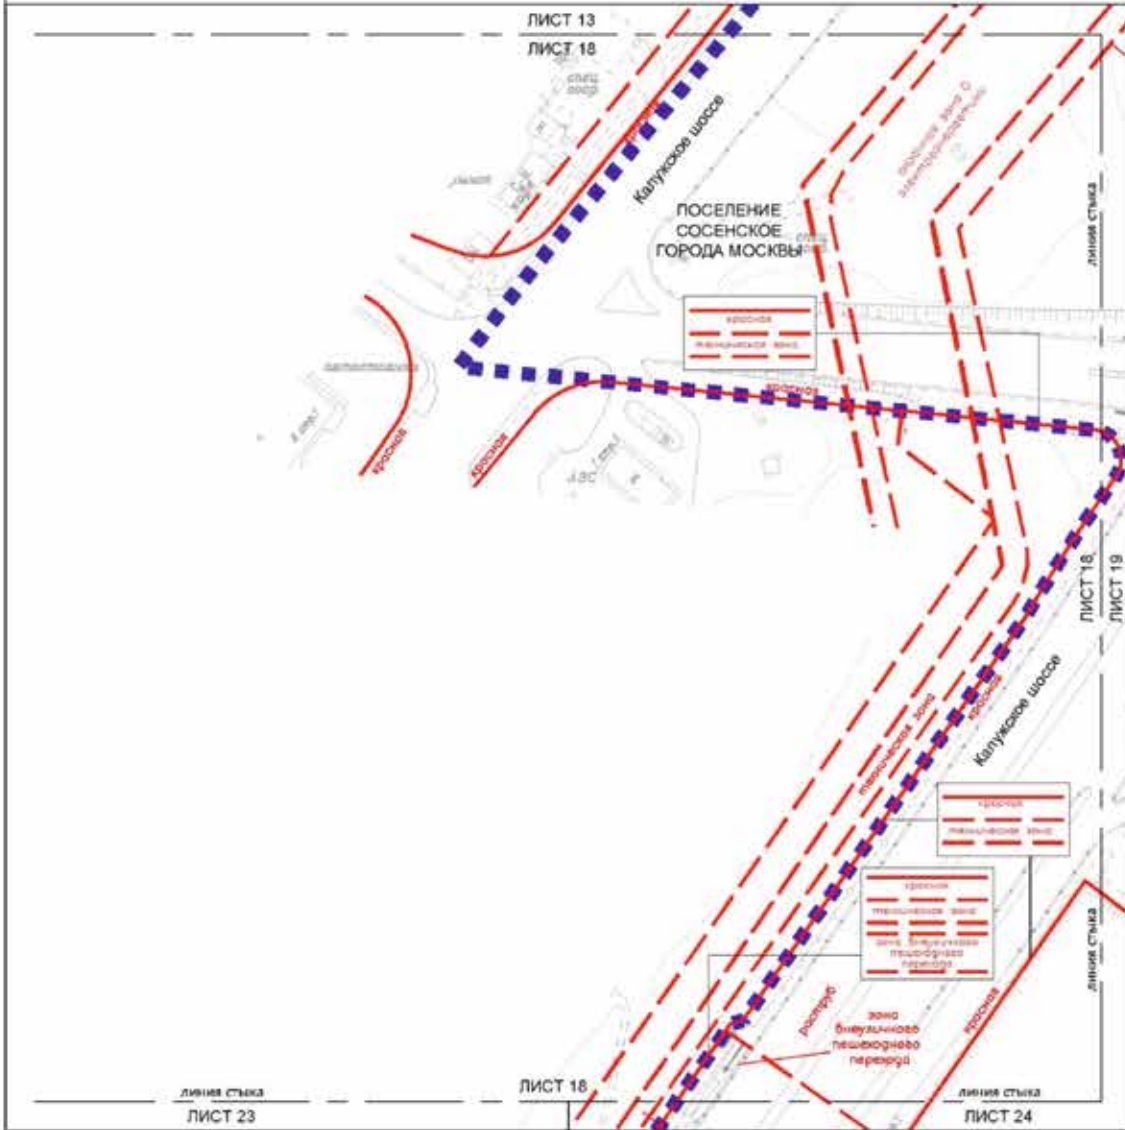 ЛИСТ 13
ЛИСТ 18
Калужское шоссе
ПОСЕЛЕНИЕ
СОСЕНСКОЕ
ГОРОДА МОСКВЫ
линия стыка
красная
техническая зона
красная
красная
красная
АЗС
ЛИСТ 18
ЛИСТ 19
техническая зона
красная
Калужское шоссе
красная
техническая зона
красная
техническая зона
зона внеуличного
пешеходного
перехода
линия стыка
раструб
зона
внеуличного
пешеходного
перехода
красная
линия стыка
ЛИСТ 18
линия стыка
ЛИСТ 23
ЛИСТ 24